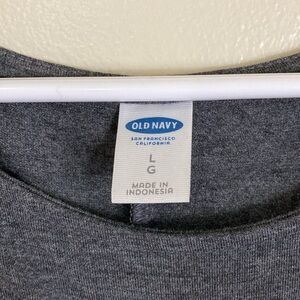 OLD NAVY
SAN FRANCISCO
CALIFORNIA
L
G
MADE IN
INDONESIA